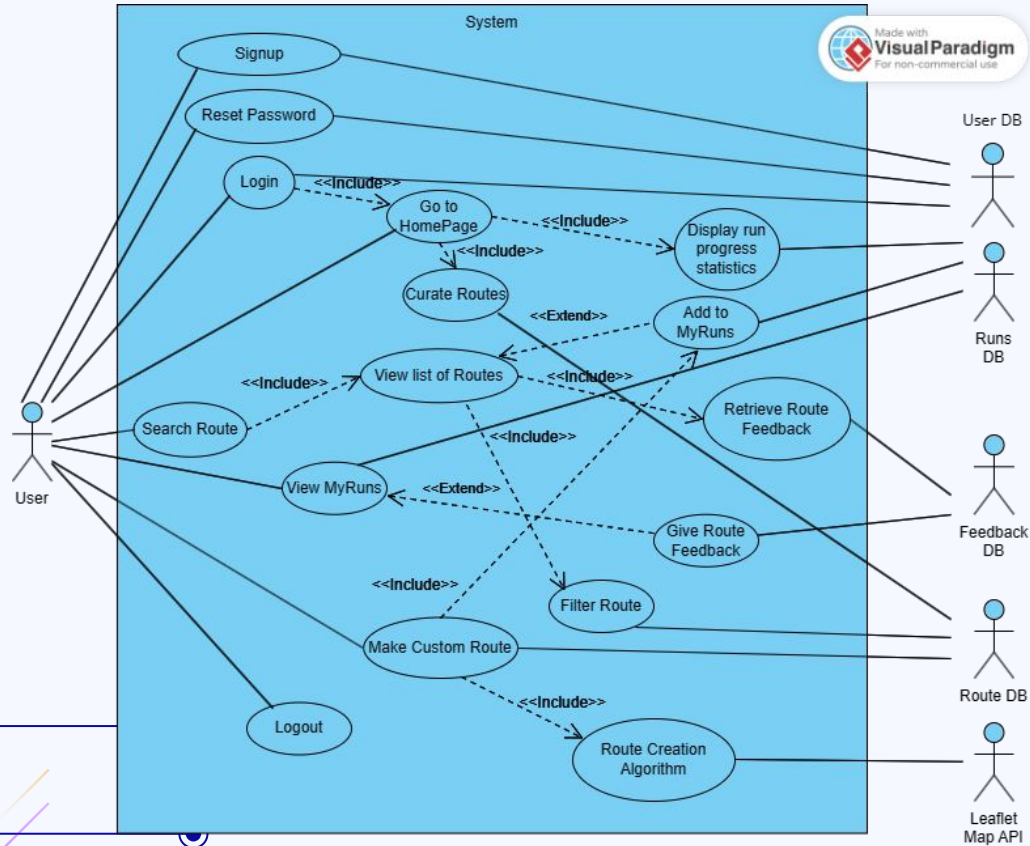 System
Made with
VisualParadigm
For non-commercial use
Signup
Reset Password
User DB
Login
<<Include>>
Go to
HomePage
<<Include>>
Display run
progress
statistics
<<Include>>
Curate Routes
<<Extend>>
Add to
MyRuns
Runs
DB
View list of Routes
<<Include>>
<<Include>>
Search Route
Retrieve Route
Feedback
<<Include>>
User
View MyRuns
<<Extend>>
Give Route
Feedback
Feedback
DB
<<Include>>
Filter Route
Make Custom Route
Route DB
<<Include>>
Logout
Route Creation
Algorithm
Leaflet
Map API